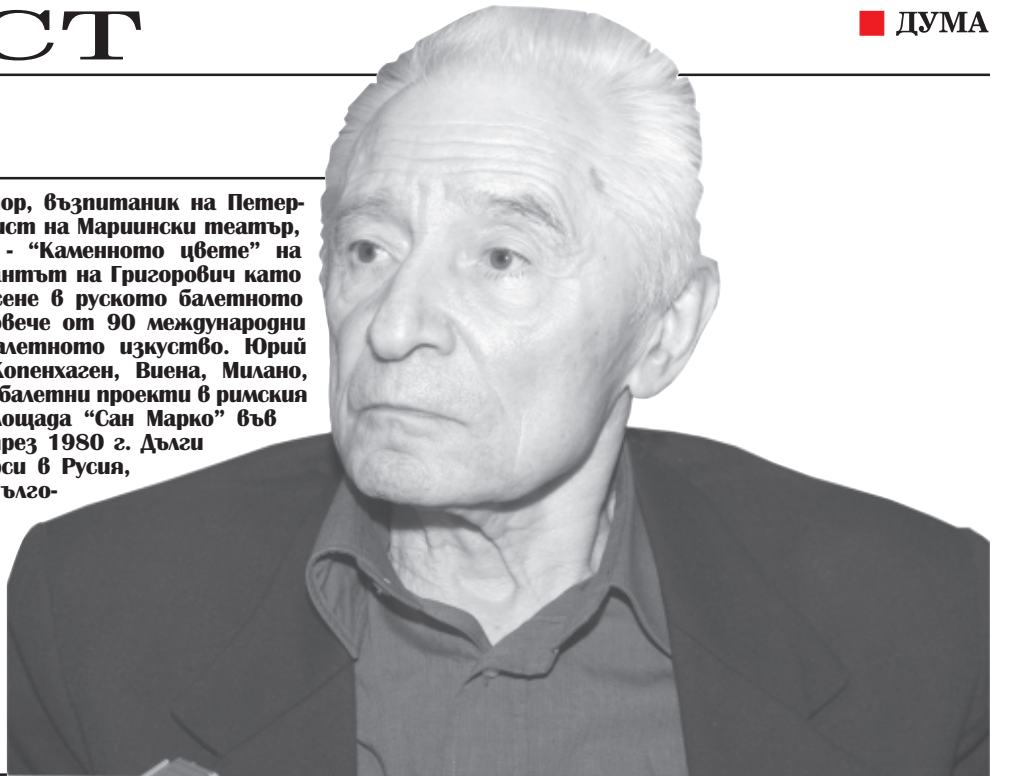 СТ
ДУМА
ор, възпитаник на Петер-
ист на Мариински театър,
- “Каменното цвете” на
антът на Григорович като
сене в руското балетното
овече от 90 международни
алетното изкуство. Юрий
Копенхаген, Виена, Милано,
балетни проекти в римския
лощада “Сан Марко” във
през 1980 г. Дълги
рси в Русия,
ълго-